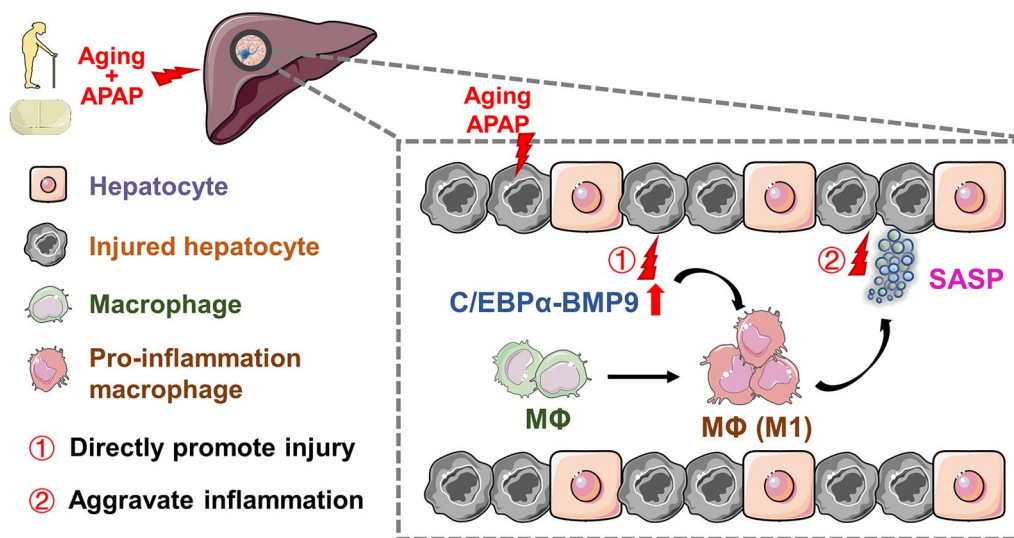 Aging
+
APAP
Hepatocyte
Injured hepatocyte
Macrophage
Pro-inflammation
macrophage
① Directly promote injury
② Aggravate inflammation
Aging
APAP
①
②
C/EBPα-BMP9
SASP
MΦ
MΦ (M1)